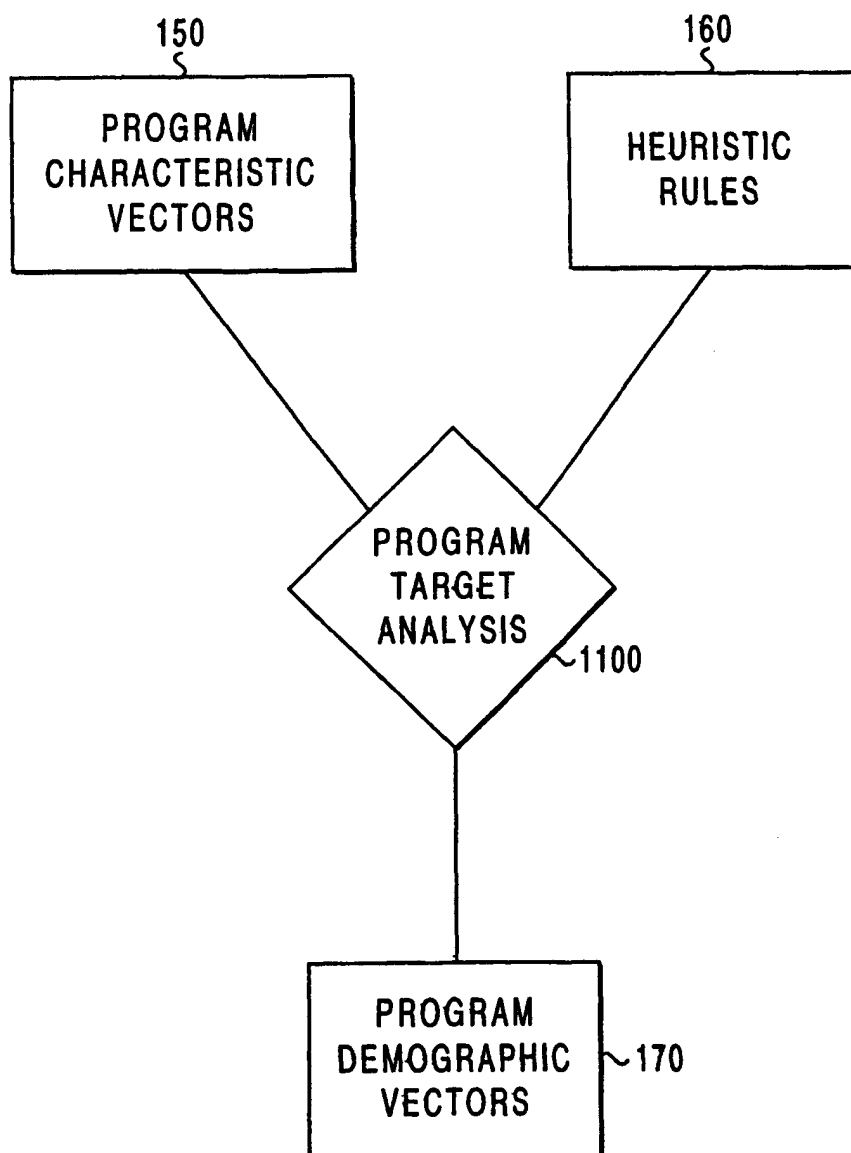 150
PROGRAM
CHARACTERISTIC
VECTORS
160
HEURISTIC
RULES
PROGRAM
TARGET
ANALYSIS
1100
PROGRAM
DEMOGRAPHIC
VECTORS
170